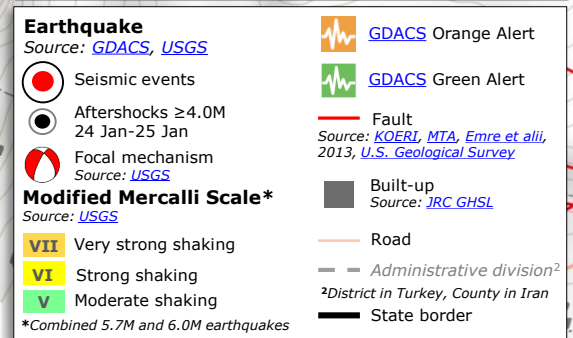 Earthquake
Source: GDACS, USGS
Seismic events
Aftershocks ≥4.0M
24 Jan-25 Jan
Focal mechanism
Source: USGS
Modified Mercalli Scale*
Source: USGS
VII Very strong shaking
VI Strong shaking
V Moderate shaking
*Combined 5.7M and 6.0M earthquakes
GDACS Orange Alert
GDACS Green Alert
Fault
Source: KOERI, MTA, Emre et alii,
2013, U.S. Geological Survey
Built-up
Source: JRC GHSL
Road
Administrative division²
²District in Turkey, County in Iran
State border